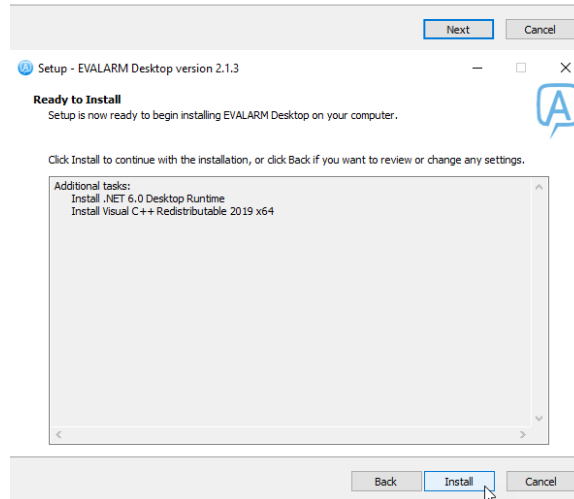 Next Cancel
Setup - EVALARM Desktop version 2.1.3
Ready to Install
Setup is now ready to begin installing EVALARM Desktop on your computer.
Click Install to continue with the installation, or click Back if you want to review or change any settings.
Additional tasks:
Install .NET 6.0 Desktop Runtime
Install Visual C++ Redistributable 2019 x64
Back Install Cancel